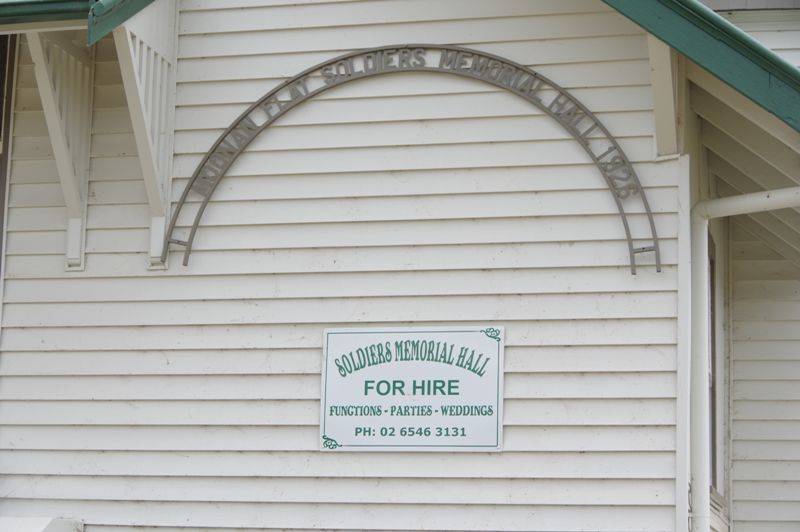 MOONAN FLAT SOLDIERS MEMORIAL HALL 1926
SOLDIERS MEMORIAL HALL
FOR HIRE
FUNCTIONS - PARTIES - WEDDINGS
PH: 02 6546 3131